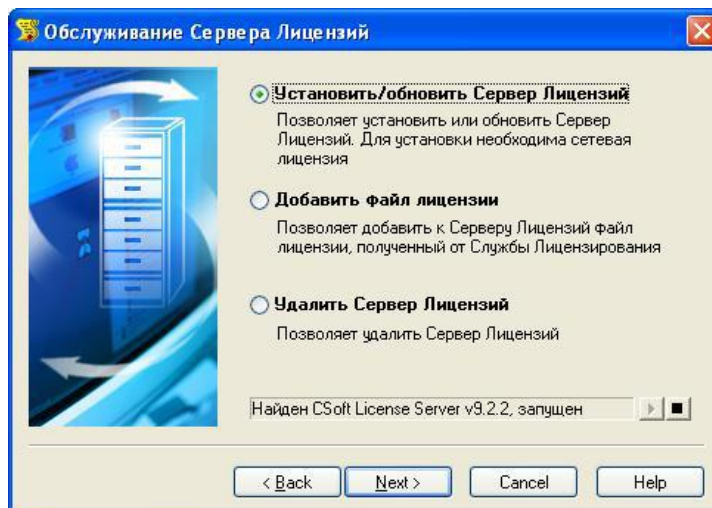 Обслуживание Сервера Лицензий
Установить/обновить Сервер Лицензий
Позволяет установить или обновить Сервер
Лицензий. Для установки необходима сетевая
лицензия
Добавить файл лицензии
Позволяет добавить к Серверу Лицензий файл
лицензии, полученный от Службы Лицензирования
Удалить Сервер Лицензий
Позволяет удалить Сервер Лицензий
Найден CSoft License Server v9.2.2, запущен
< Back Next > Cancel Help